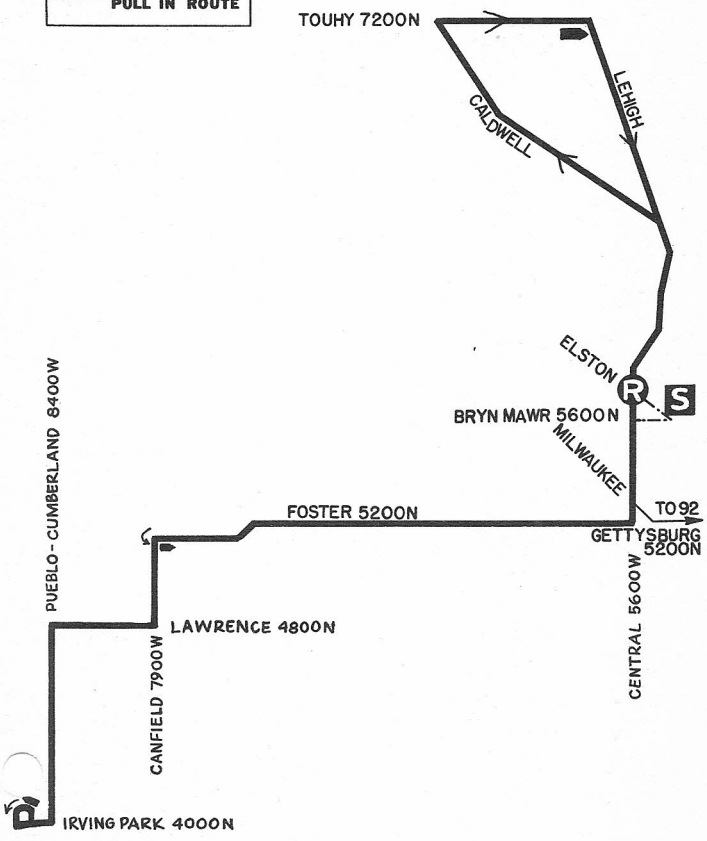 PULL IN ROUTE
TOUHY 7200N
LEHIGH
CALDWELL
ELSTON
R
S
BRYN MAWR 5600N
MILWAUKEE
PUEBLO-CUMBERLAND 8400W
FOSTER 5200N
TO 92
GETTYSBURG
5200N
CENTRAL 5600W
LAWRENCE 4800N
CANFIELD 7900W
P
IRVING PARK 4000N